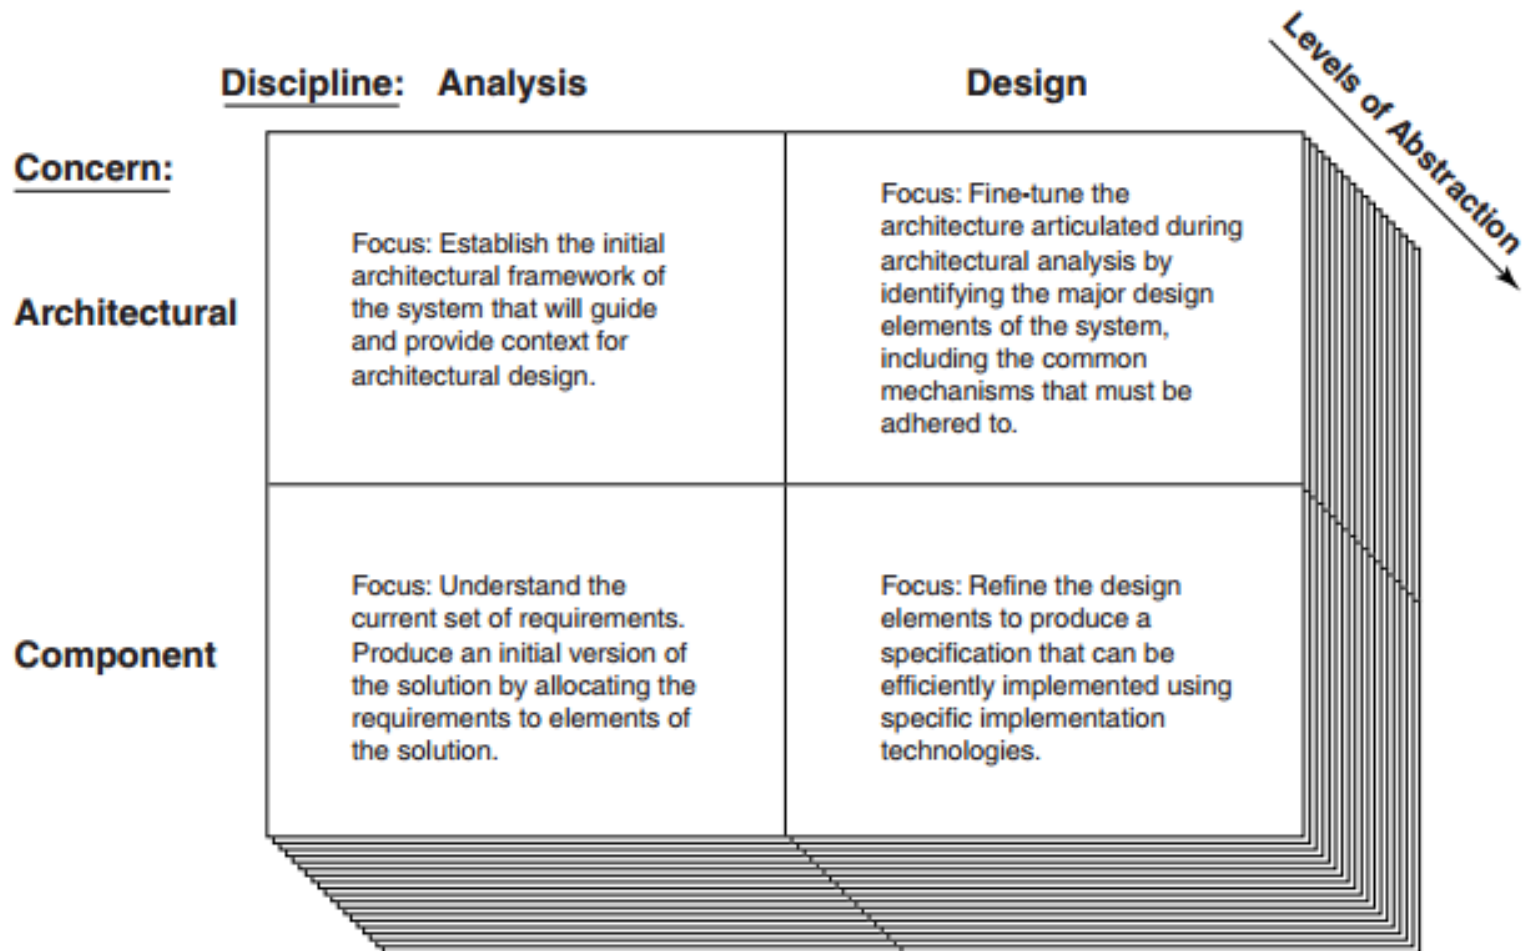 Levels of Abstraction
Discipline: Analysis
Design
Concern:
Architectural
Focus: Establish the initial
architectural framework of
the system that will guide
and provide context for
architectural design.
Focus: Fine-tune the
architecture articulated during
architectural analysis by
identifying the major design
elements of the system,
including the common
mechanisms that must be
adhered to.
Component
Focus: Understand the
current set of requirements.
Produce an initial version of
the solution by allocating the
requirements to elements of
the solution.
Focus: Refine the design
elements to produce a
specification that can be
efficiently implemented using
specific implementation
technologies.